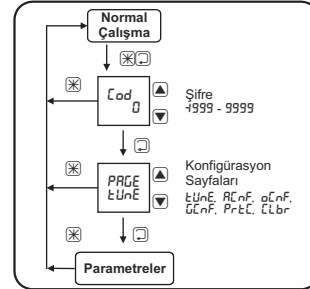 Normal
Çalışma
Cod
0
Şifre
-1999 - 9999
PAGE
tUnE
Konfigürasyon
Sayfaları
tUnE, ACnF, oCnF,
GCnF, PrtC, CLbr
Parametreler